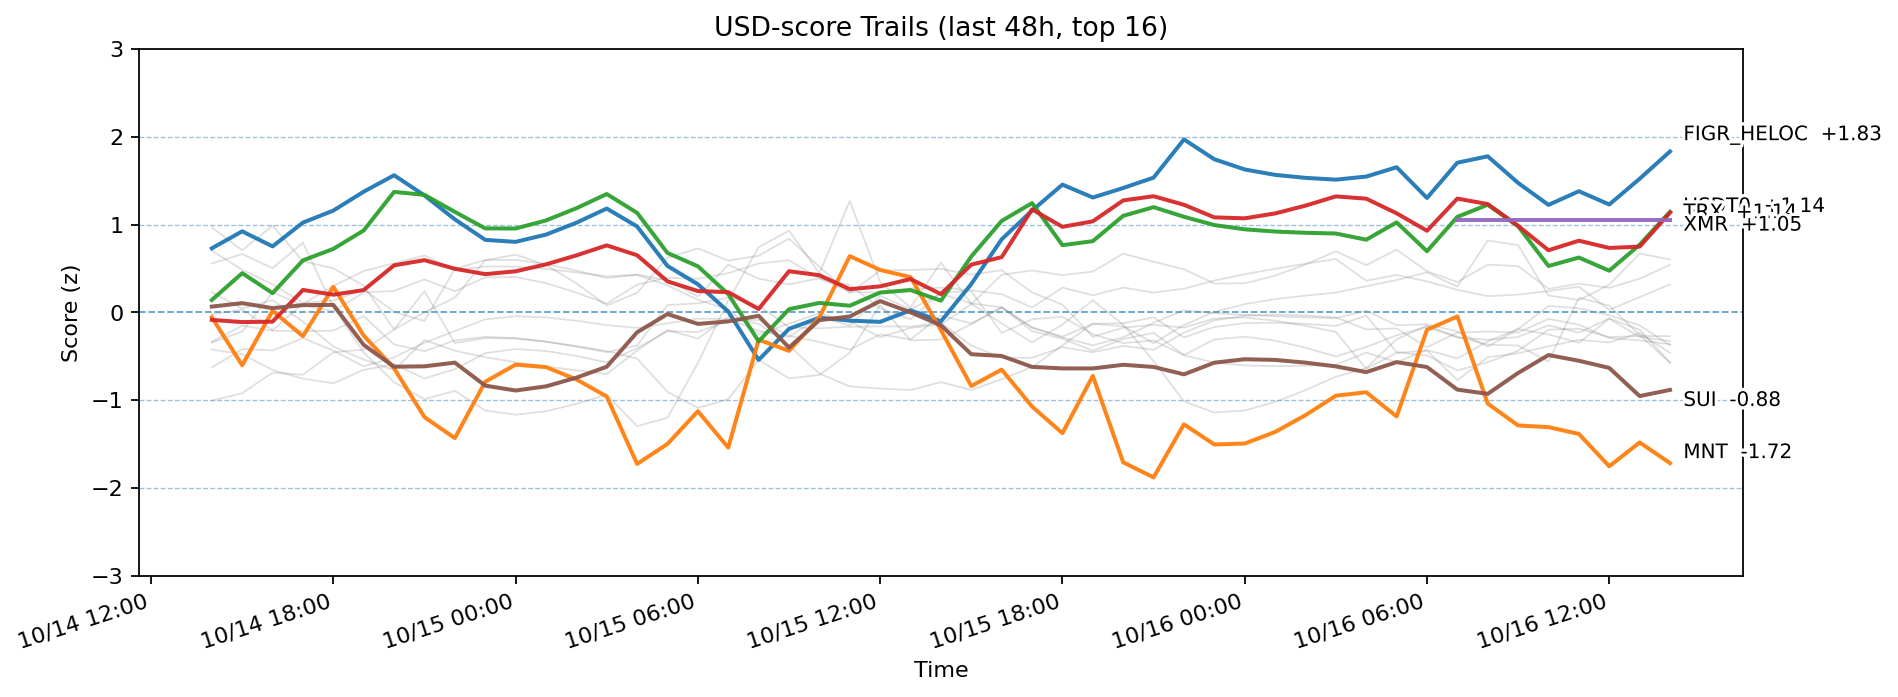 USD-score Trails (last 48h, top 16)
3
2
1
0
−1
−2
−3
Score (z)
FIGR_HELOC +1.83
XMR +1.05
SUI -0.88
MNT -1.72
10/14 12:00
10/14 18:00
10/15 00:00
10/15 06:00
10/15 12:00
10/15 18:00
10/16 00:00
10/16 06:00
10/16 12:00
Time